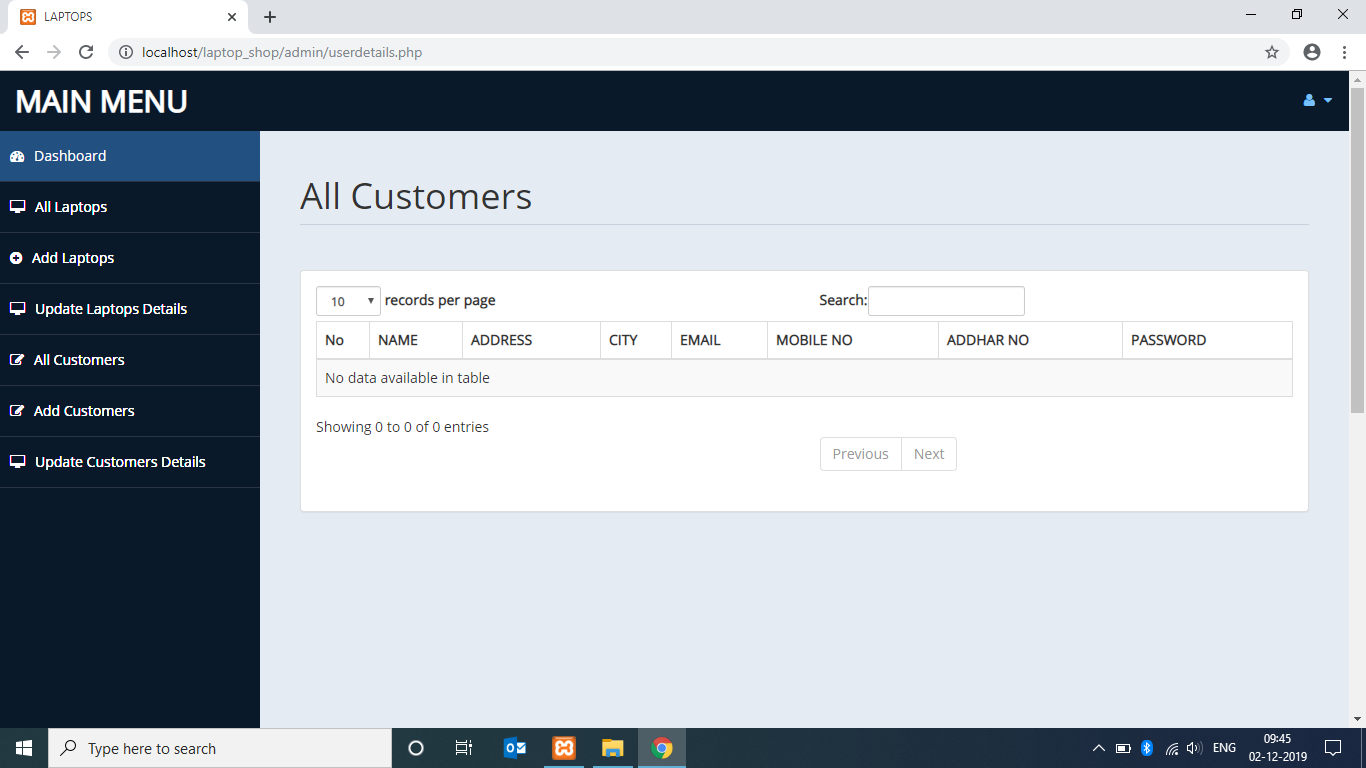 LAPTOPS
localhost/laptop_shop/admin/userdetails.php
MAIN MENU
Dashboard
All Laptops
Add Laptops
Update Laptops Details
All Customers
Add Customers
Update Customers Details
All Customers
10 records per page Search:
No NAME ADDRESS CITY EMAIL MOBILE NO ADDHAR NO PASSWORD
No data available in table
Showing 0 to 0 of 0 entries
Previous Next
Type here to search
ENG
09:45
02-12-2019